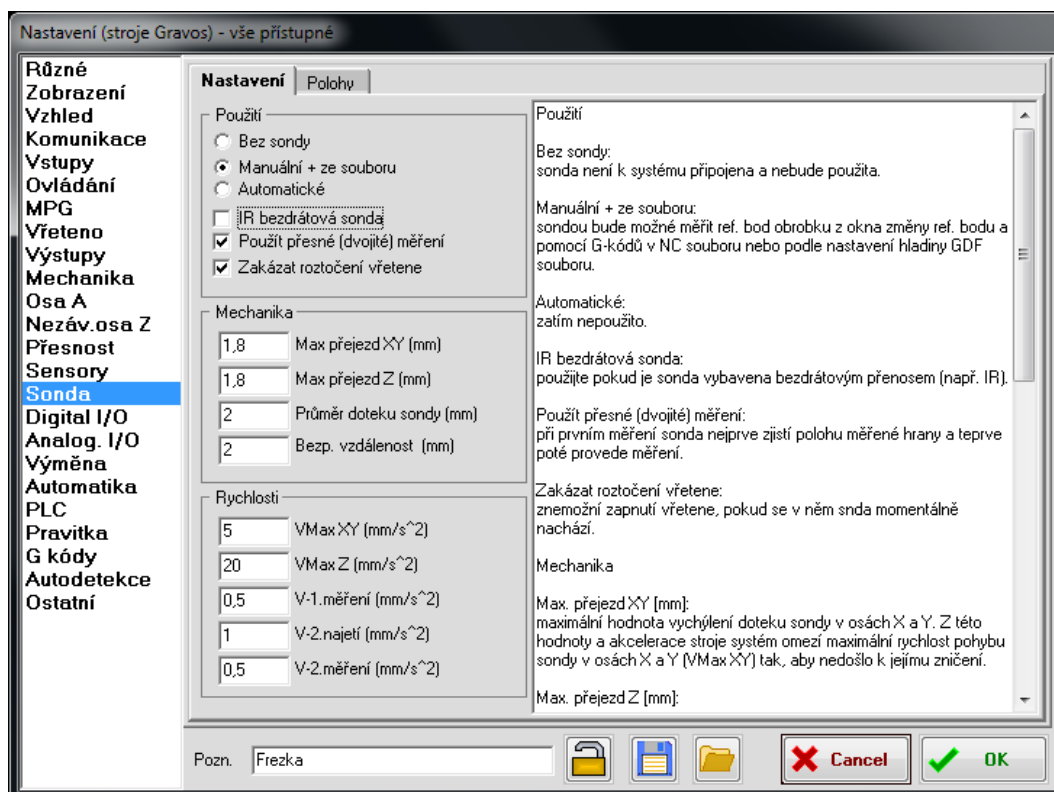 Nastavení (stroje Gravos) - vše přístupné
Různé
Zobrazení
Vzhled
Komunikace
Vstupy
Ovládání
MPG
Vřeteno
Výstupy
Mechanika
Osa A
Nezáv.osa Z
Přesnost
Sensory
Sonda
Digital I/O
Analog. I/O
Výměna
Automatika
PLC
Pravitka
G kódy
Autodetekce
Ostatní
Nastavení
Polohy
Použití
Bez sondy
Manuální + ze souboru
Automatické
IR bezdrátová sonda
Použít přesné (dvojité) měření
Zakázat roztočení vřetene
Mechanika
1,8 Max přejezd XY (mm)
1,8 Max přejezd Z (mm)
2 Průměr doteku sondy (mm)
2 Bezp. vzdálenost (mm)
Rychlosti
5 VMax XY (mm/s^2)
20 VMax Z (mm/s^2)
0,5 V-1.měření (mm/s^2)
1 V-2.najetí (mm/s^2)
0,5 V-2.měření (mm/s^2)
Použití
Bez sondy:
sonda není k systému připojena a nebude použita.
Manuální + ze souboru:
sondou bude možné měřit ref. bod obrobku z okna změny ref. bodu a
pomocí G-kódů v NC souboru nebo podle nastavení hladiny GDF
souboru.
Automatické:
zatím nepoužito.
IR bezdrátová sonda:
použijte pokud je sonda vybavena bezdrátovým přenosem (např. IR).
Použít přesné (dvojité) měření:
při prvním měření sonda nejprve zjistí polohu měřené hrany a teprve
poté provede měření.
Zakázat roztočení vřetene:
znemožní zapnutí vřetene, pokud se v něm snda momentálně
nachází.
Mechanika
Max. přejezd XY [mm]:
maximální hodnota vychýlení doteku sondy v osách X a Y. Z této
hodnoty a akcelerace stroje systém omezí maximální rychlost pohybu
sondy v osách X a Y (VMax XY) tak, aby nedošlo k jejímu zničení.
Max. přejezd Z [mm]:
Pozn. Frezka
Cancel
OK